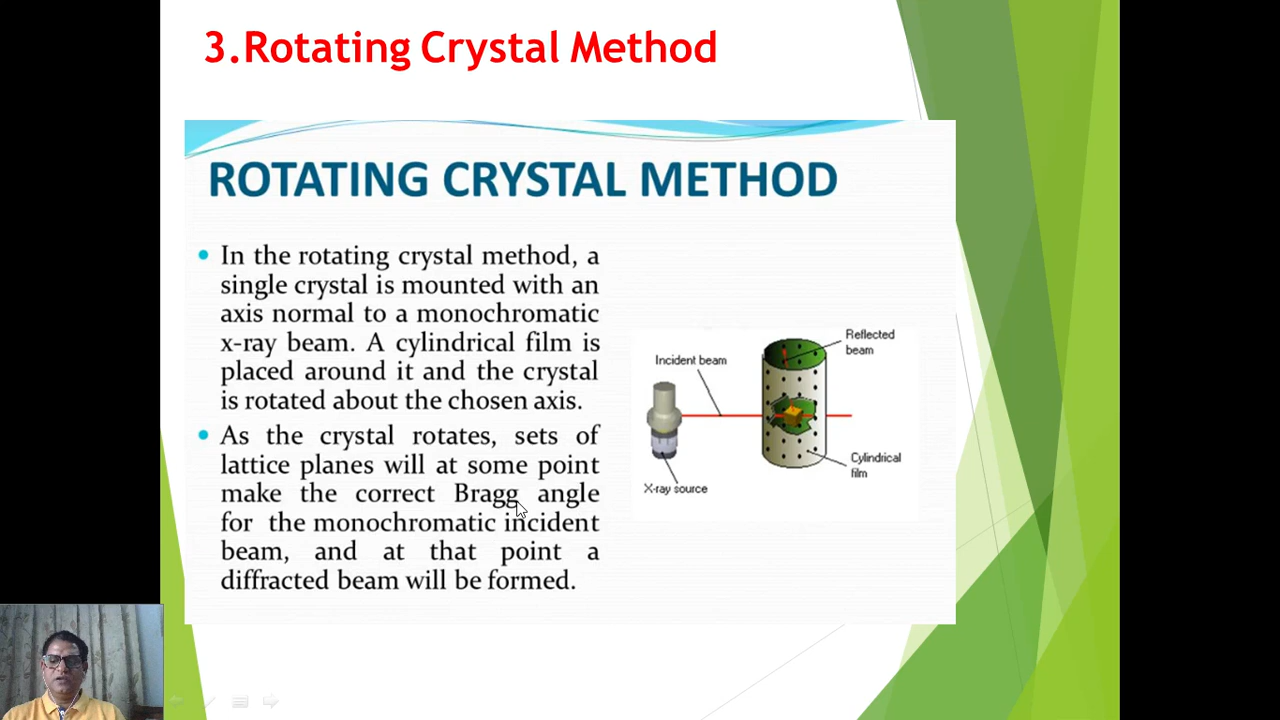 3.Rotating Crystal Method
ROTATING CRYSTAL METHOD
• In the rotating crystal method, a
single crystal is mounted with an
axis normal to a monochromatic
x-ray beam. A cylindrical film is
placed around it and the crystal
is rotated about the chosen axis.
• As the crystal rotates, sets of
lattice planes will at some point
make the correct Bragg angle
for the monochromatic incident
beam, and at that point a
diffracted beam will be formed.
Reflected
beam
Incident beam
Cylindrical
film
X-ray source